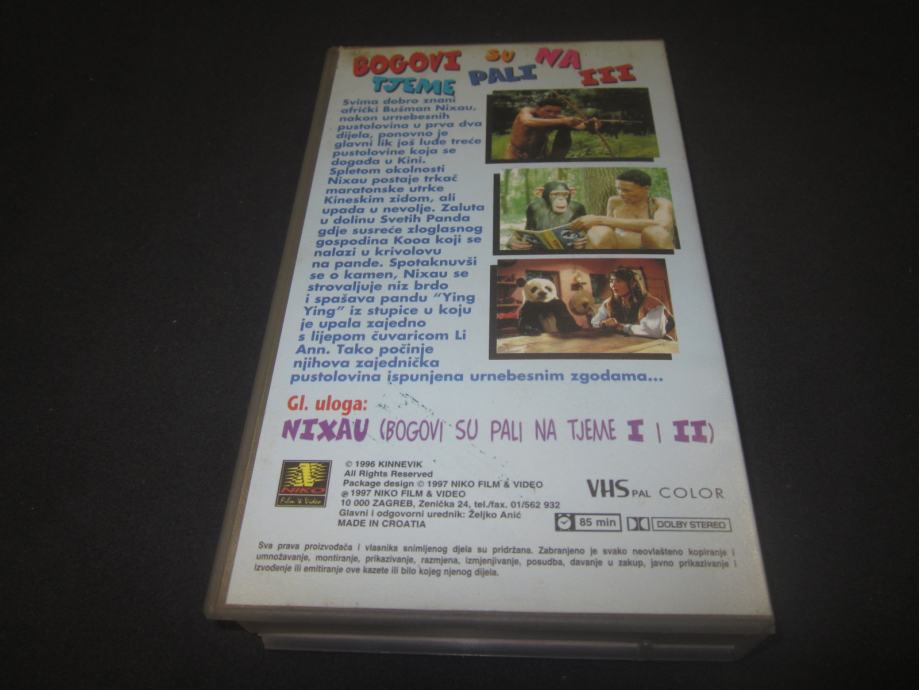 BOGOVI SU NA
TJEME PALI III
Svima dobro znani
afrički Bušman Nixau,
nakon urnebesnih
pustolovina u prva dva
dijela, ponovno je
glavni lik još lude treće
pustolovine koja se
događa u Kini.
Spletom okolnosti
Nixau postaje trkač
maratonske utrke
Kineskim zidom, ali
upada u nevolje. Zaluta
u dolinu Svetih Panda
gdje susreće zloglasnog
gospodina Kooa koji se
nalazi u krivolovu
na pande. Spotaknuvši
se o kamen, Nixau se
strovaljuje niz brdo
i spašava pandu "Ying
Ying" iz stupice u koju
je upala zajedno
s lijepom čuvaricom Li
Ann. Tako počinje
njihova zajednička
pustolovina ispunjena urnebesnim zgodama...
Gl. uloga:
NIXAU (BOGOVI SU PALI NA TJEME I I II)
NIKO
Film & Video
© 1996 KINNEVIK
All Rights Reserved
Package design © 1997 NIKO FILM & VIDEO
℗ 1997 NIKO FILM & VIDEO
10 000 ZAGREB, Zenička 24, tel./fax. 01/562 932
Glavni i odgovorni urednik: Željko Anić
MADE IN CROATIA
VHS PAL COLOR
85 min DOLBY STEREO
Sva prava proizvođača i vlasnika snimljenog djela su pridržana. Zabranjeno je svako neovlašteno kopiranje i
umnožavanje, montiranje, prikazivanje, razmjena, izmjenjivanje, posudba, davanje u zakup, javno prikazivanje i
izvođenje ili emitiranje ove kazete ili bilo kojeg njenog dijela.